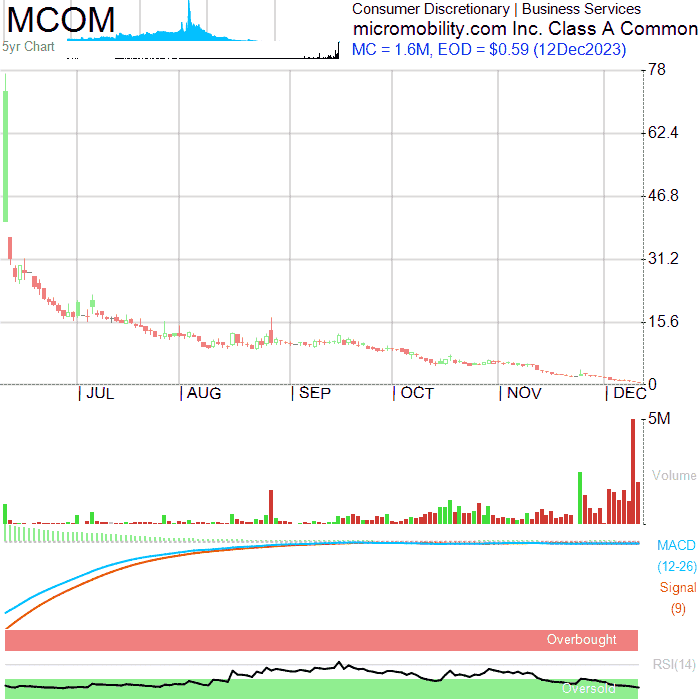 MCOM
5yr Chart
Consumer Discretionary | Business Services
micromobility.com Inc. Class A Common
MC = 1.6M, EOD = $0.59 (12Dec2023)
78
62.4
46.8
31.2
15.6
0
| JUL | AUG | SEP | OCT | NOV | DEC
5M
Volume
MACD
(12-26)
Signal
(9)
Overbought
RSI(14)
Oversold